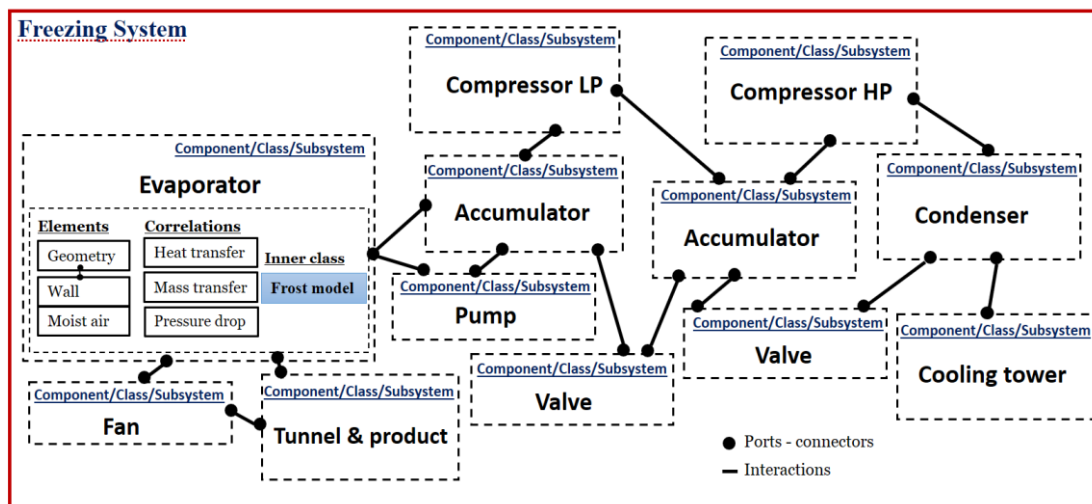 Freezing System
Component/Class/Subsystem
Compressor LP
Component/Class/Subsystem
Compressor HP
Component/Class/Subsystem
Evaporator
Elements
Geometry
Wall
Moist air
Correlations
Heat transfer
Mass transfer
Pressure drop
Inner class
Frost model
Component/Class/Subsystem
Accumulator
Component/Class/Subsystem
Accumulator
Component/Class/Subsystem
Condenser
Component/Class/Subsystem
Pump
Component/Class/Subsystem
Valve
Component/Class/Subsystem
Valve
Component/Class/Subsystem
Cooling tower
Component/Class/Subsystem
Fan
Component/Class/Subsystem
Tunnel & product
Ports - connectors
Interactions